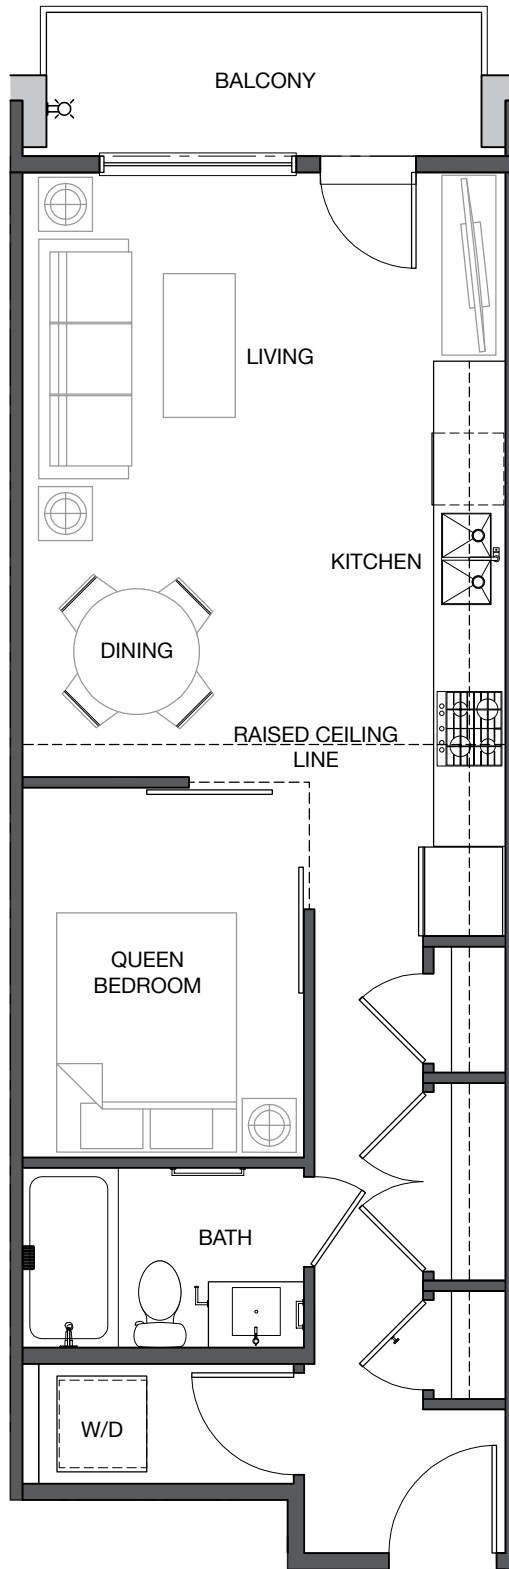 BALCONY
LIVING
KITCHEN
DINING
RAISED CEILING
LINE
QUEEN
BEDROOM
BATH
W/D